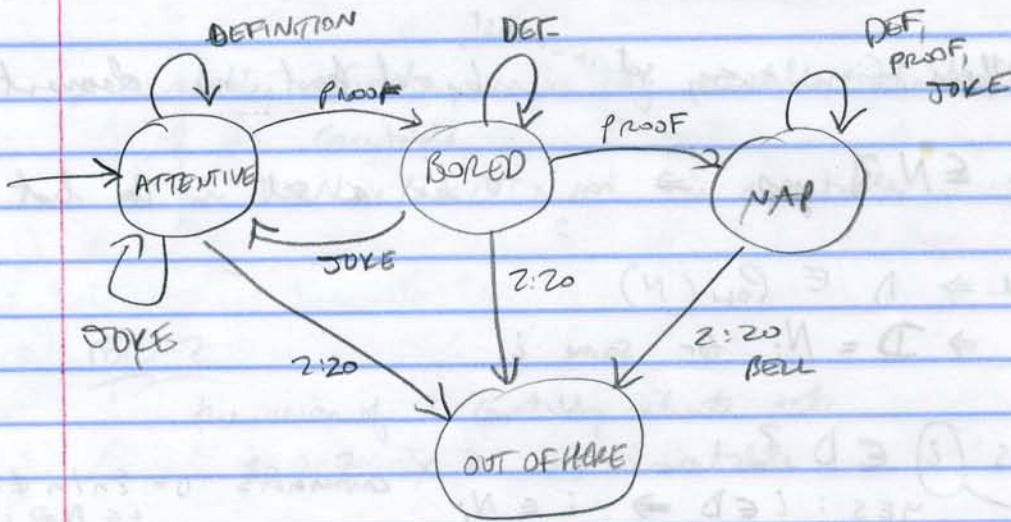 DEFINITION
DEF
DEF,
PROOF,
JOKE
PROOF
PROOF
ATTENTIVE
BORED
NAP
JOKE
JOKE
2:20
2:20
2:20
BELL
OUT OF HERE